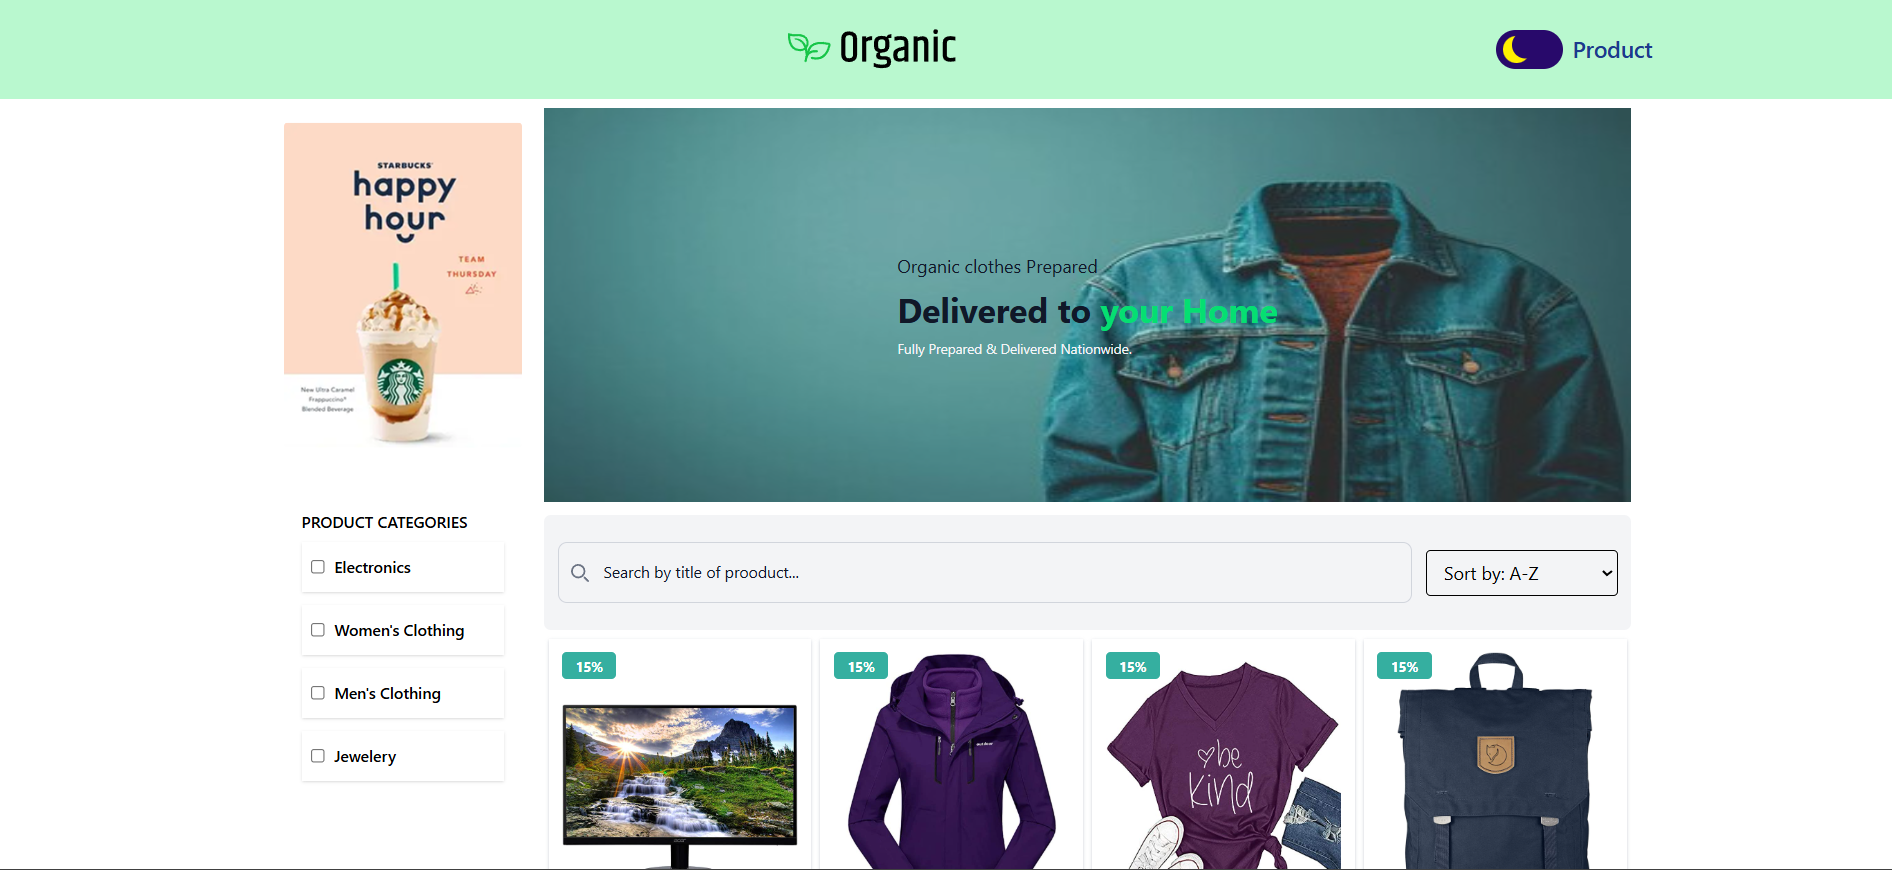 Organic
Product
STARBUCKS
happy
hour
TEAM
THURSDAY
New Ultra Caramel
Frappuccino®
Blended Beverage
Organic clothes Prepared
Delivered to your Home
Fully Prepared & Delivered Nationwide.
PRODUCT CATEGORIES
Electronics
Women's Clothing
Men's Clothing
Jewelery
Search by title of prooduct...
Sort by: A-Z
15%
15%
15%
15%
outdoor
be
kind
acer